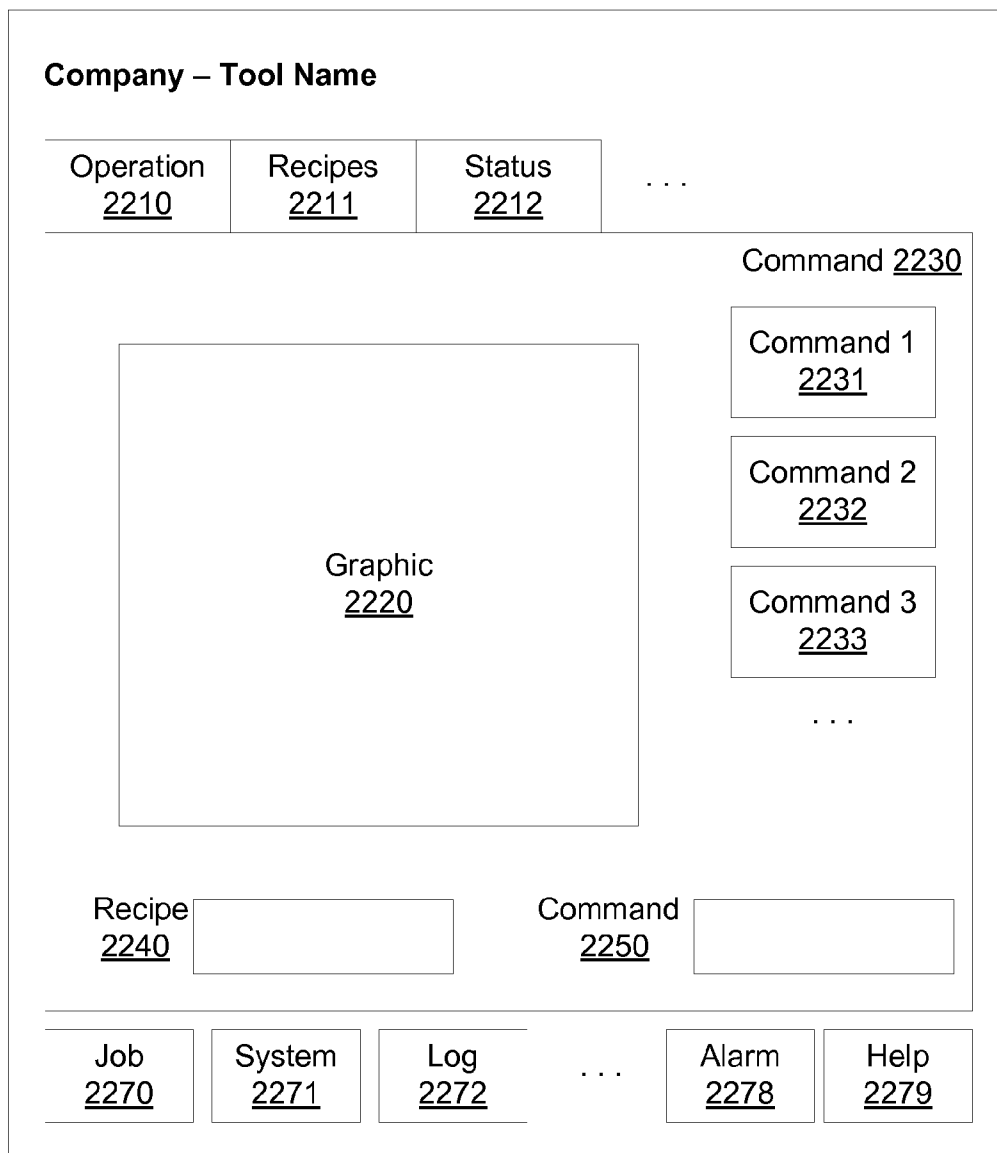 Company – Tool Name
Operation
2210
Recipes
2211
Status
2212
. . .
Command 2230
Command 1
2231
Command 2
2232
Command 3
2233
. . .
Graphic
2220
Recipe
2240
Command
2250
Job
2270
System
2271
Log
2272
. . .
Alarm
2278
Help
2279